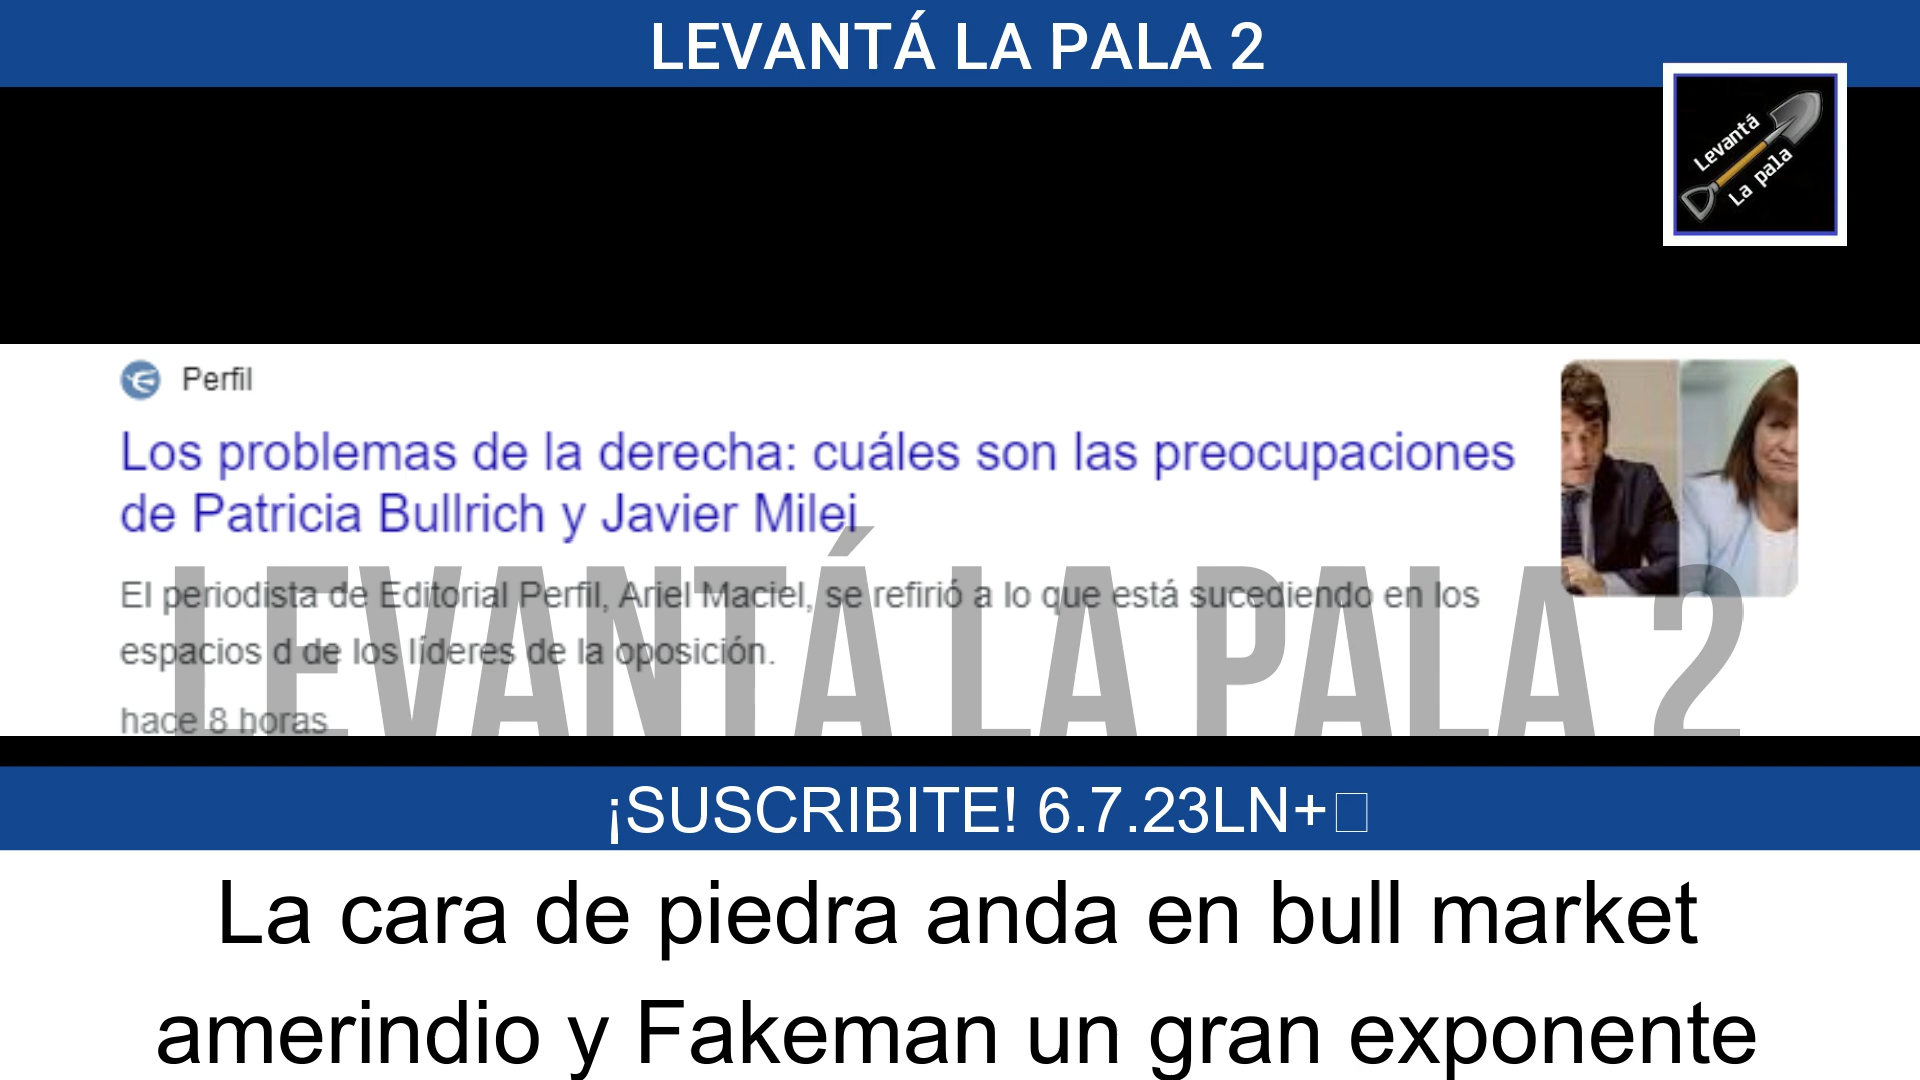 LEVANTÁ LA PALA 2
Levantá
La pala
Perfil
Los problemas de la derecha: cuáles son las preocupaciones
de Patricia Bullrich y Javier Milei
El periodista de Editorial Perfil, Ariel Maciel, se refirió a lo que está sucediendo en los
espacios d de los líderes de la oposición.
hace 8 horas
LEVANTÁ LA PALA 2
¡SUSCRIBITE! 6.7.23LN+
La cara de piedra anda en bull market
amerindio y Fakeman un gran exponente